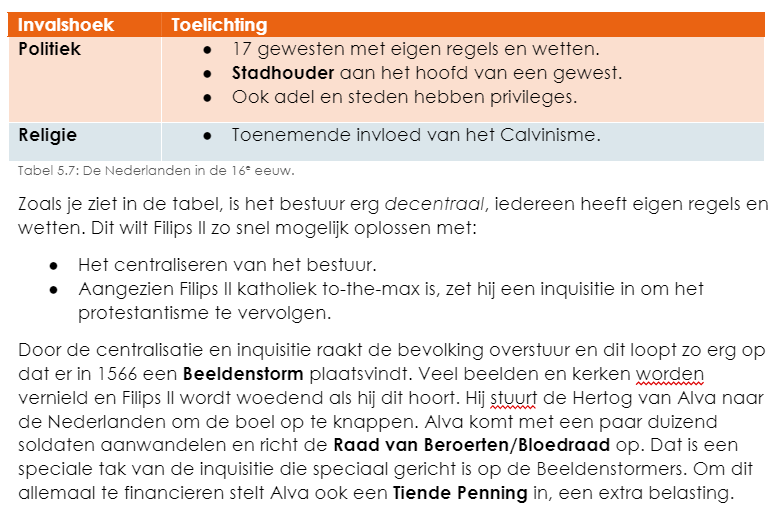 Invalshoek Toelichting
Politiek ● 17 gewesten met eigen regels en wetten.
● Stadhouder aan het hoofd van een gewest.
● Ook adel en steden hebben privileges.
Religie ● Toenemende invloed van het Calvinisme.
Tabel 5.7: De Nederlanden in de 16e eeuw.
Zoals je ziet in de tabel, is het bestuur erg decentraal, iedereen heeft eigen regels en
wetten. Dit wilt Filips II zo snel mogelijk oplossen met:
● Het centraliseren van het bestuur.
● Aangezien Filips II katholiek to-the-max is, zet hij een inquisitie in om het
protestantisme te vervolgen.
Door de centralisatie en inquisitie raakt de bevolking overstuur en dit loopt zo erg op
dat er in 1566 een Beeldenstorm plaatsvindt. Veel beelden en kerken worden
vernield en Filips II wordt woedend als hij dit hoort. Hij stuurt de Hertog van Alva naar
de Nederlanden om de boel op te knappen. Alva komt met een paar duizend
soldaten aanwandelen en richt de Raad van Beroerten/Bloedraad op. Dat is een
speciale tak van de inquisitie die speciaal gericht is op de Beeldenstormers. Om dit
allemaal te financieren stelt Alva ook een Tiende Penning in, een extra belasting.